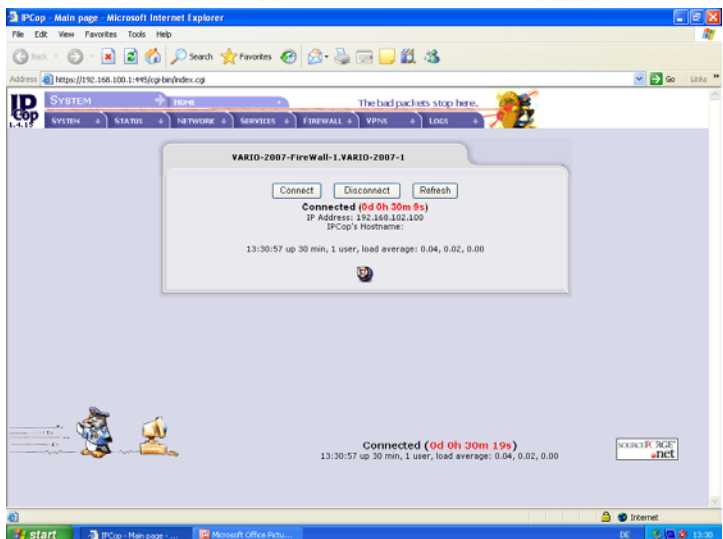 IPCop - Main page - Microsoft Internet Explorer
File Edit View Favorites Tools Help
Back Search Favorites
Address https://192.168.100.1:445/cgi-bin/index.cgi Go Links »
IP Cop
1.4.15
SYSTEM HOME The bad packets stop here.
SYSTEM STATUS NETWORK SERVICES FIREWALL VPNS LOGS
VARIO-2007-FireWall-1.VARIO-2007-1
Connect Disconnect Refresh
Connected (0d 0h 30m 9s)
IP Address: 192.168.102.100
IPCop's Hostname:
13:30:57 up 30 min, 1 user, load average: 0.04, 0.02, 0.00
Connected (0d 0h 30m 19s)
13:30:57 up 30 min, 1 user, load average: 0.04, 0.02, 0.00
SOURCEFORGE
.net
Internet
start IPCop - Main page - ... Microsoft Office Pictu... DE 13:30